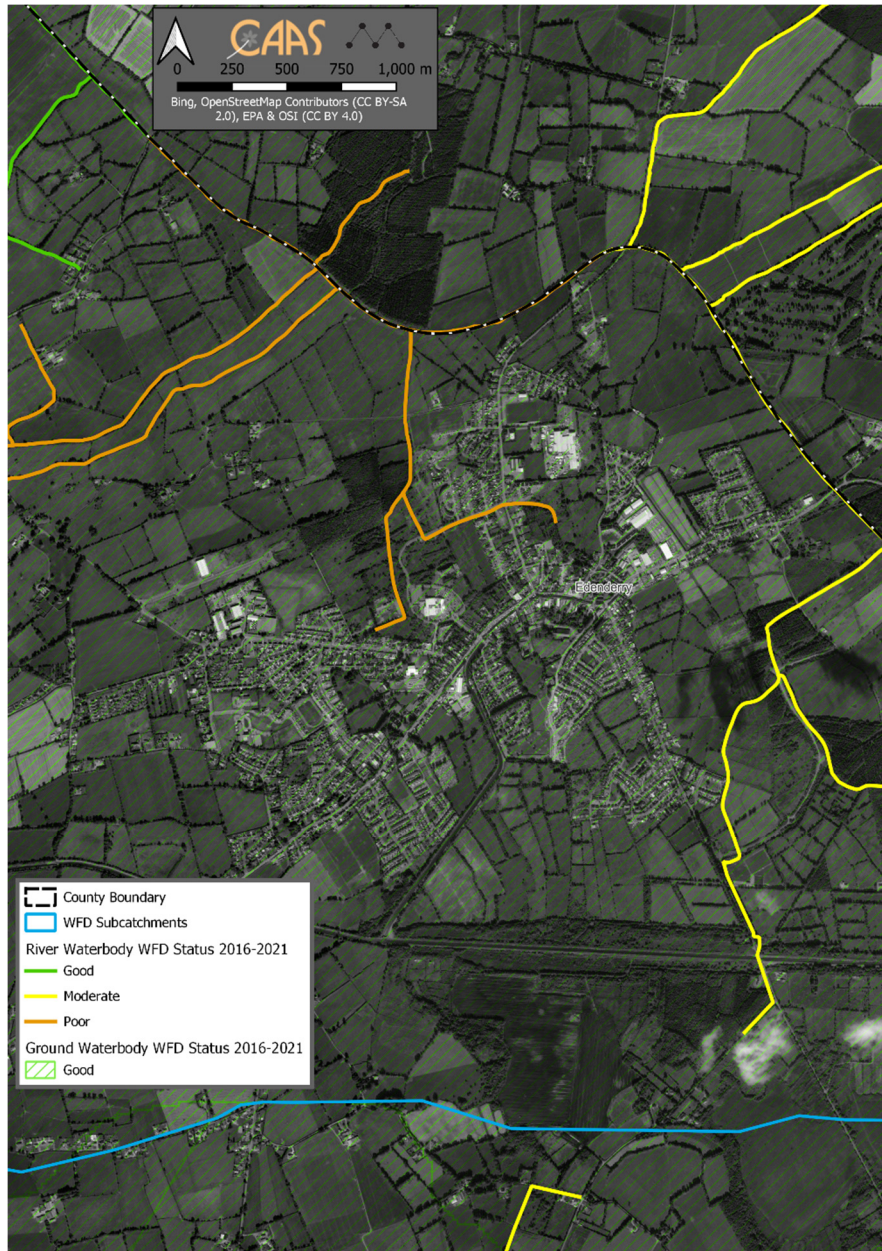 CAAS
0 250 500 750 1,000 m
Bing, OpenStreetMap Contributors (CC BY-SA
2.0), EPA & OSI (CC BY 4.0)
Edenderry
County Boundary
WFD Subcatchments
River Waterbody WFD Status 2016-2021
Good
Moderate
Poor
Ground Waterbody WFD Status 2016-2021
Good